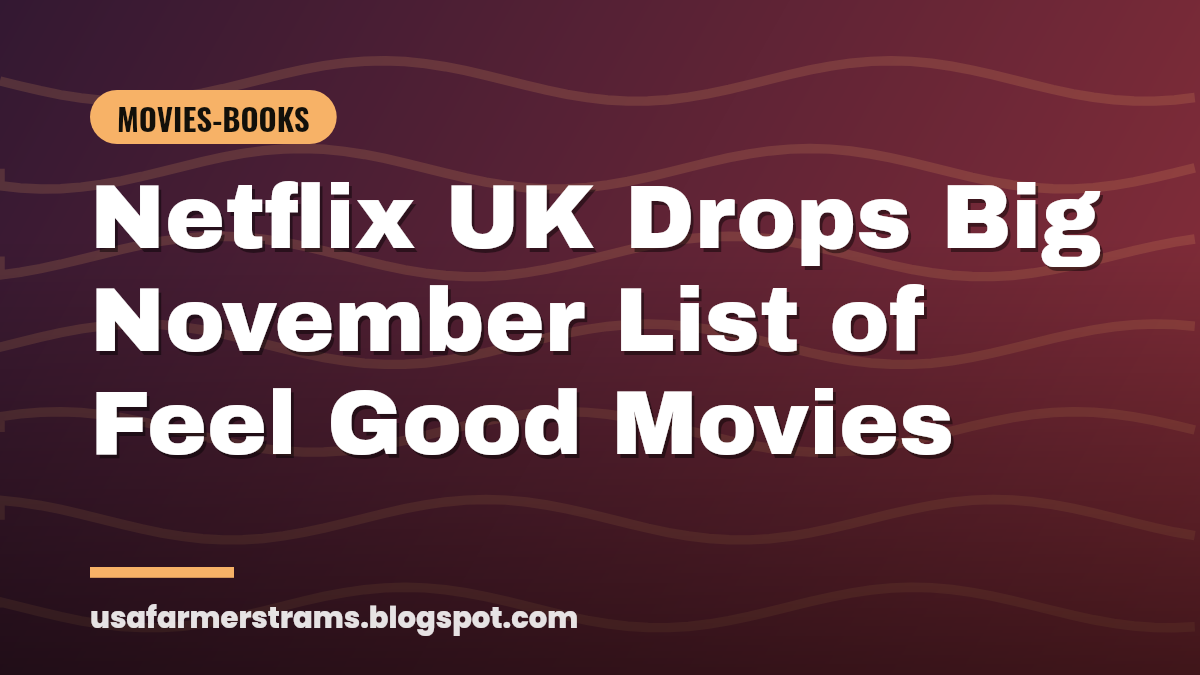 MOVIES-BOOKS
Netflix UK Drops Big
November List of
Feel Good Movies
usafarmerstrams.blogspot.com